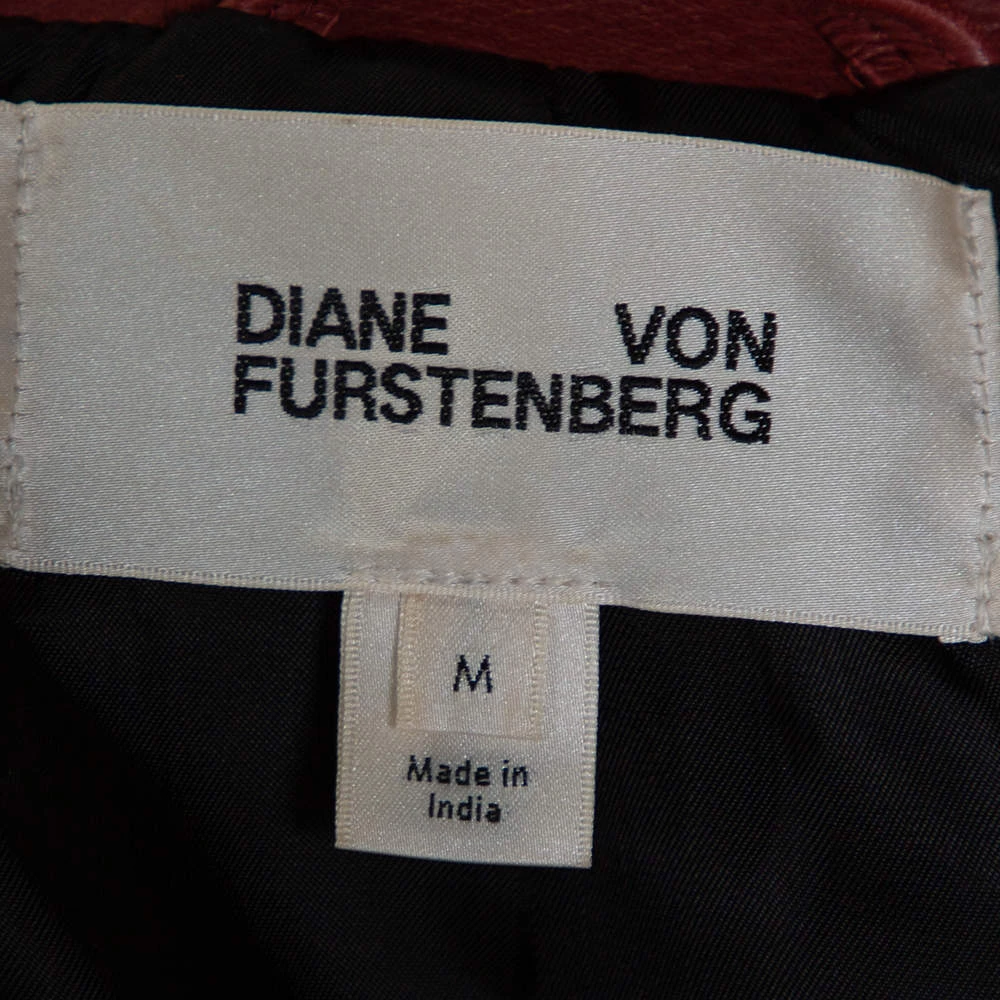 DIANE VON
FURSTENBERG
M
Made in
India